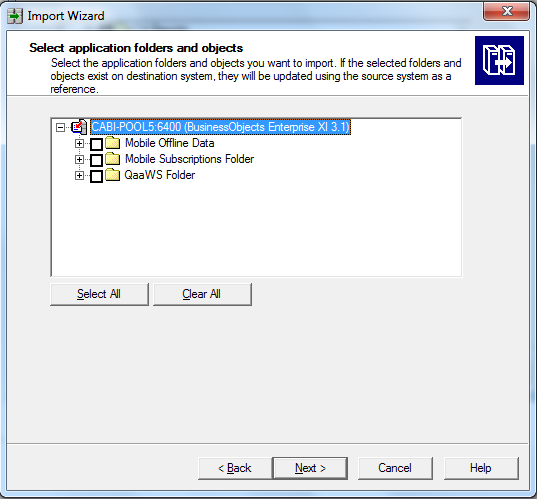 Import Wizard
Select application folders and objects
Select the application folders and objects you want to import. If the selected folders and
objects exist on destination system, they will be updated using the source system as a
reference.
CABI-POOL5:6400 (BusinessObjects Enterprise XI 3.1)
Mobile Offline Data
Mobile Subscriptions Folder
QaaWS Folder
Select All Clear All
< Back Next > Cancel Help